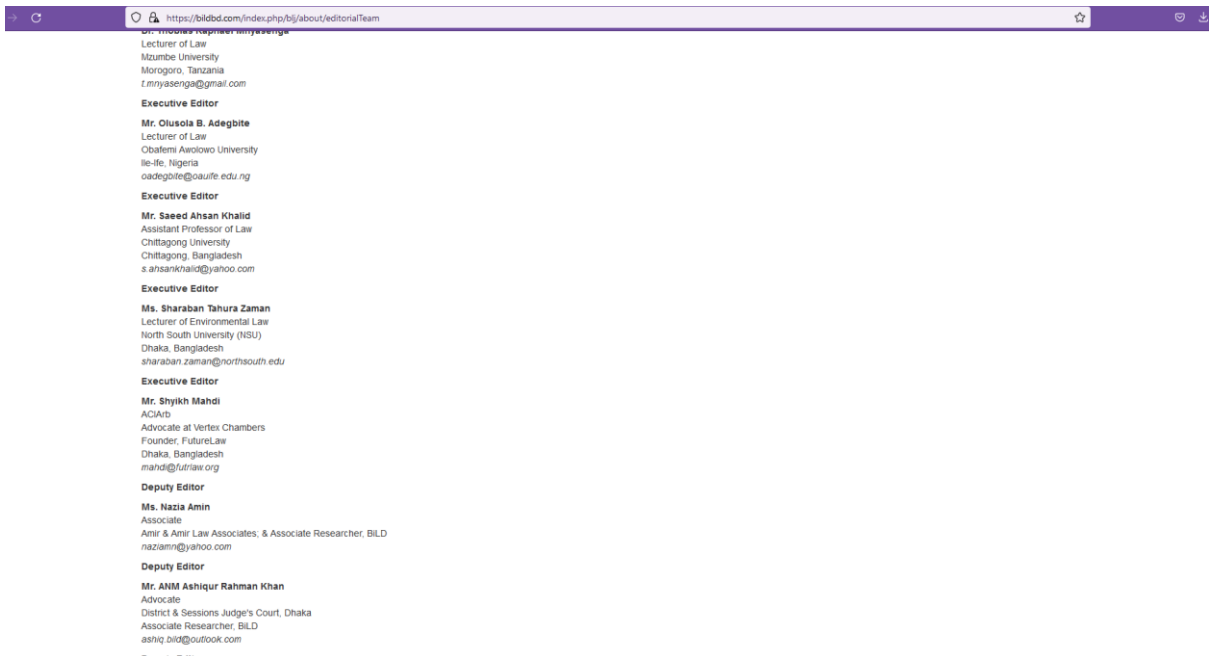 https://bildbd.com/index.php/blj/about/editorialTeam
Dr. Thobias Raphael Mnyasenga
Lecturer of Law
Mzumbe University
Morogoro, Tanzania
t.mnyasenga@gmail.com
Executive Editor
Mr. Olusola B. Adegbite
Lecturer of Law
Obafemi Awolowo University
Ile-Ife, Nigeria
oadegbite@oauife.edu.ng
Executive Editor
Mr. Saeed Ahsan Khalid
Assistant Professor of Law
Chittagong University
Chittagong, Bangladesh
s.ahsankhalid@yahoo.com
Executive Editor
Ms. Sharaban Tahura Zaman
Lecturer of Environmental Law
North South University (NSU)
Dhaka, Bangladesh
sharaban.zaman@northsouth.edu
Executive Editor
Mr. Shyikh Mahdi
ACIArb
Advocate at Vertex Chambers
Founder, FutureLaw
Dhaka, Bangladesh
mahdi@futrlaw.org
Deputy Editor
Ms. Nazia Amin
Associate
Amir & Amir Law Associates; & Associate Researcher, BiLD
naziamn@yahoo.com
Deputy Editor
Mr. ANM Ashiqur Rahman Khan
Advocate
District & Sessions Judge's Court, Dhaka
Associate Researcher, BiLD
ashiq.bild@outlook.com